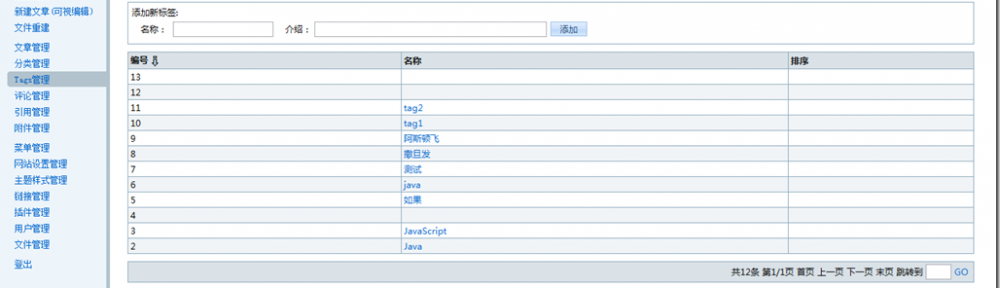 新建文章(可视编辑)
文件重建
文章管理
分类管理
Tags管理
评论管理
引用管理
附件管理
菜单管理
网站设置管理
主题样式管理
链接管理
插件管理
用户管理
文件管理
登出
添加新标签:
名称： 介绍： 添加
编号 名称 排序
13
12
11 tag2
10 tag1
9 阿斯顿飞
8 撒旦发
7 测试
6 java
5 如果
4
3 JavaScript
2 Java
共12条 第1/1页 首页 上一页 下一页 末页 跳转到 GO